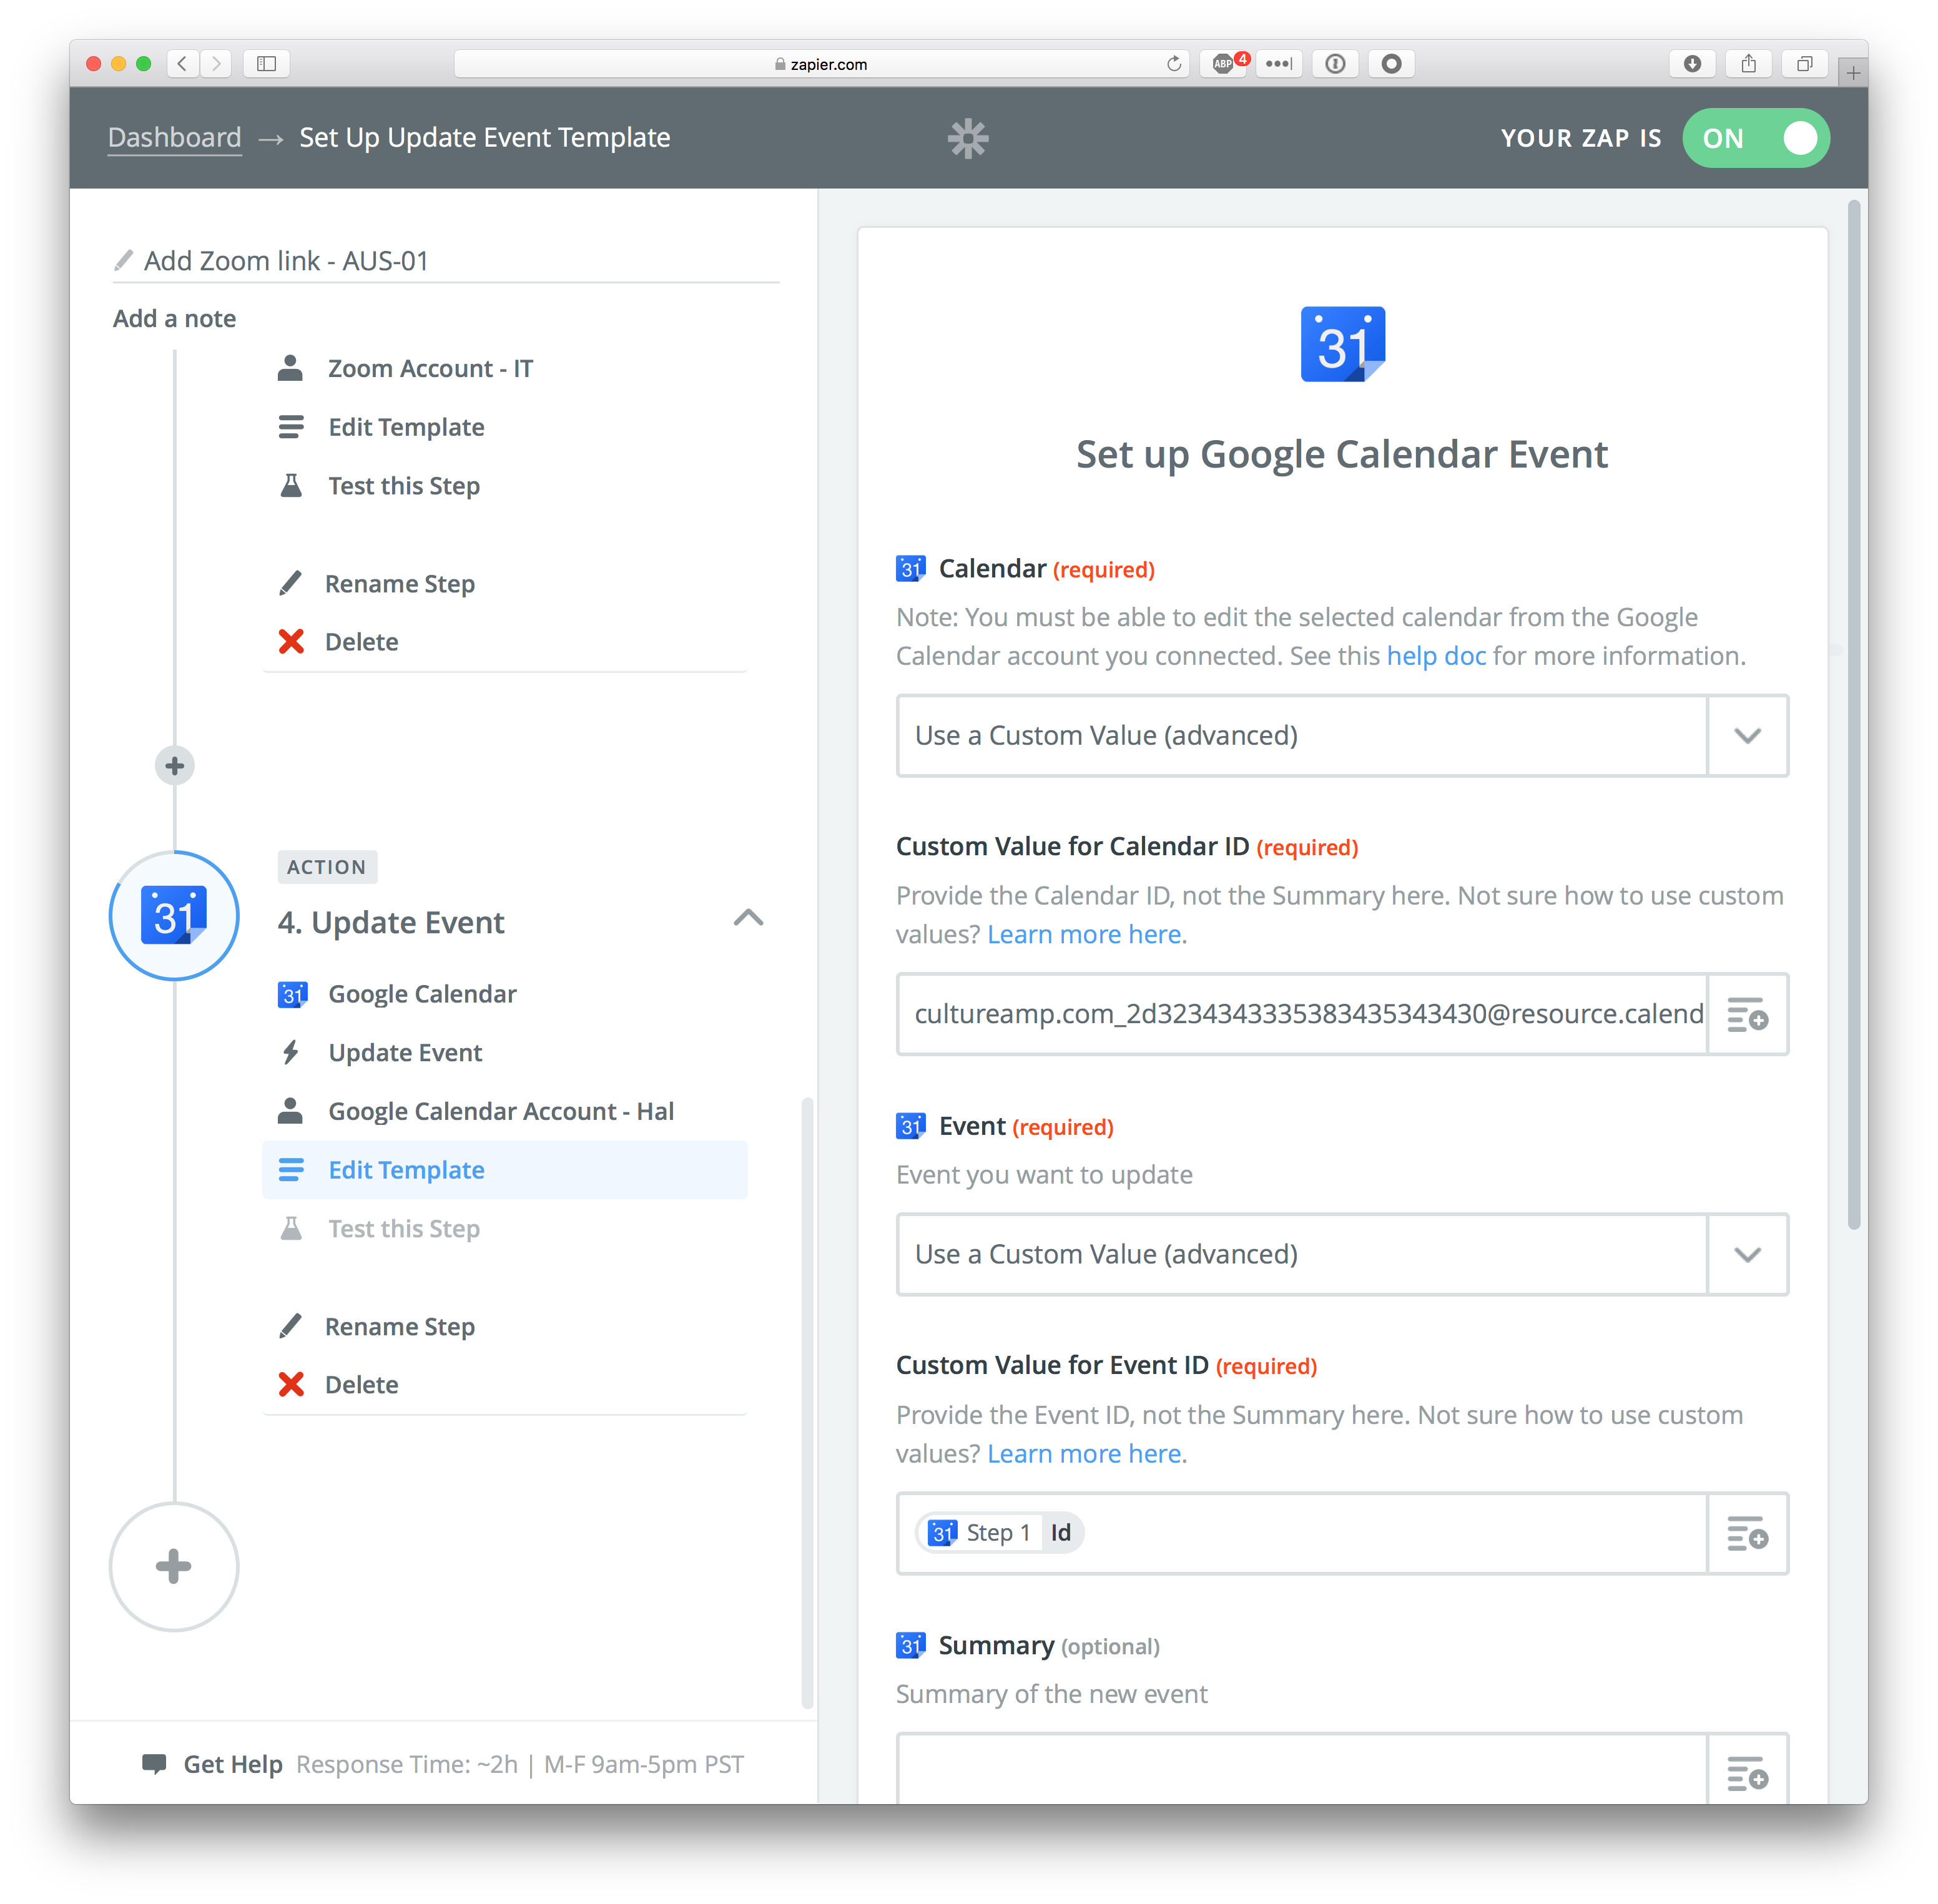 zapier.com
ABP
4
Dashboard → Set Up Update Event Template
YOUR ZAP IS
ON
Add Zoom link - AUS-01
Add a note
Zoom Account - IT
Edit Template
Test this Step
Rename Step
Delete
ACTION
31
4. Update Event
31
Google Calendar
Update Event
Google Calendar Account - Hal
Edit Template
Test this Step
Rename Step
Delete
Get Help Response Time: ~2h | M-F 9am-5pm PST
31
Set up Google Calendar Event
31 Calendar (required)
Note: You must be able to edit the selected calendar from the Google
Calendar account you connected. See this help doc for more information.
Use a Custom Value (advanced)
Custom Value for Calendar ID (required)
Provide the Calendar ID, not the Summary here. Not sure how to use custom
values? Learn more here.
cultureamp.com_2d3234343335383435343430@resource.calend
31 Event (required)
Event you want to update
Use a Custom Value (advanced)
Custom Value for Event ID (required)
Provide the Event ID, not the Summary here. Not sure how to use custom
values? Learn more here.
31 Step 1 Id
31 Summary (optional)
Summary of the new event